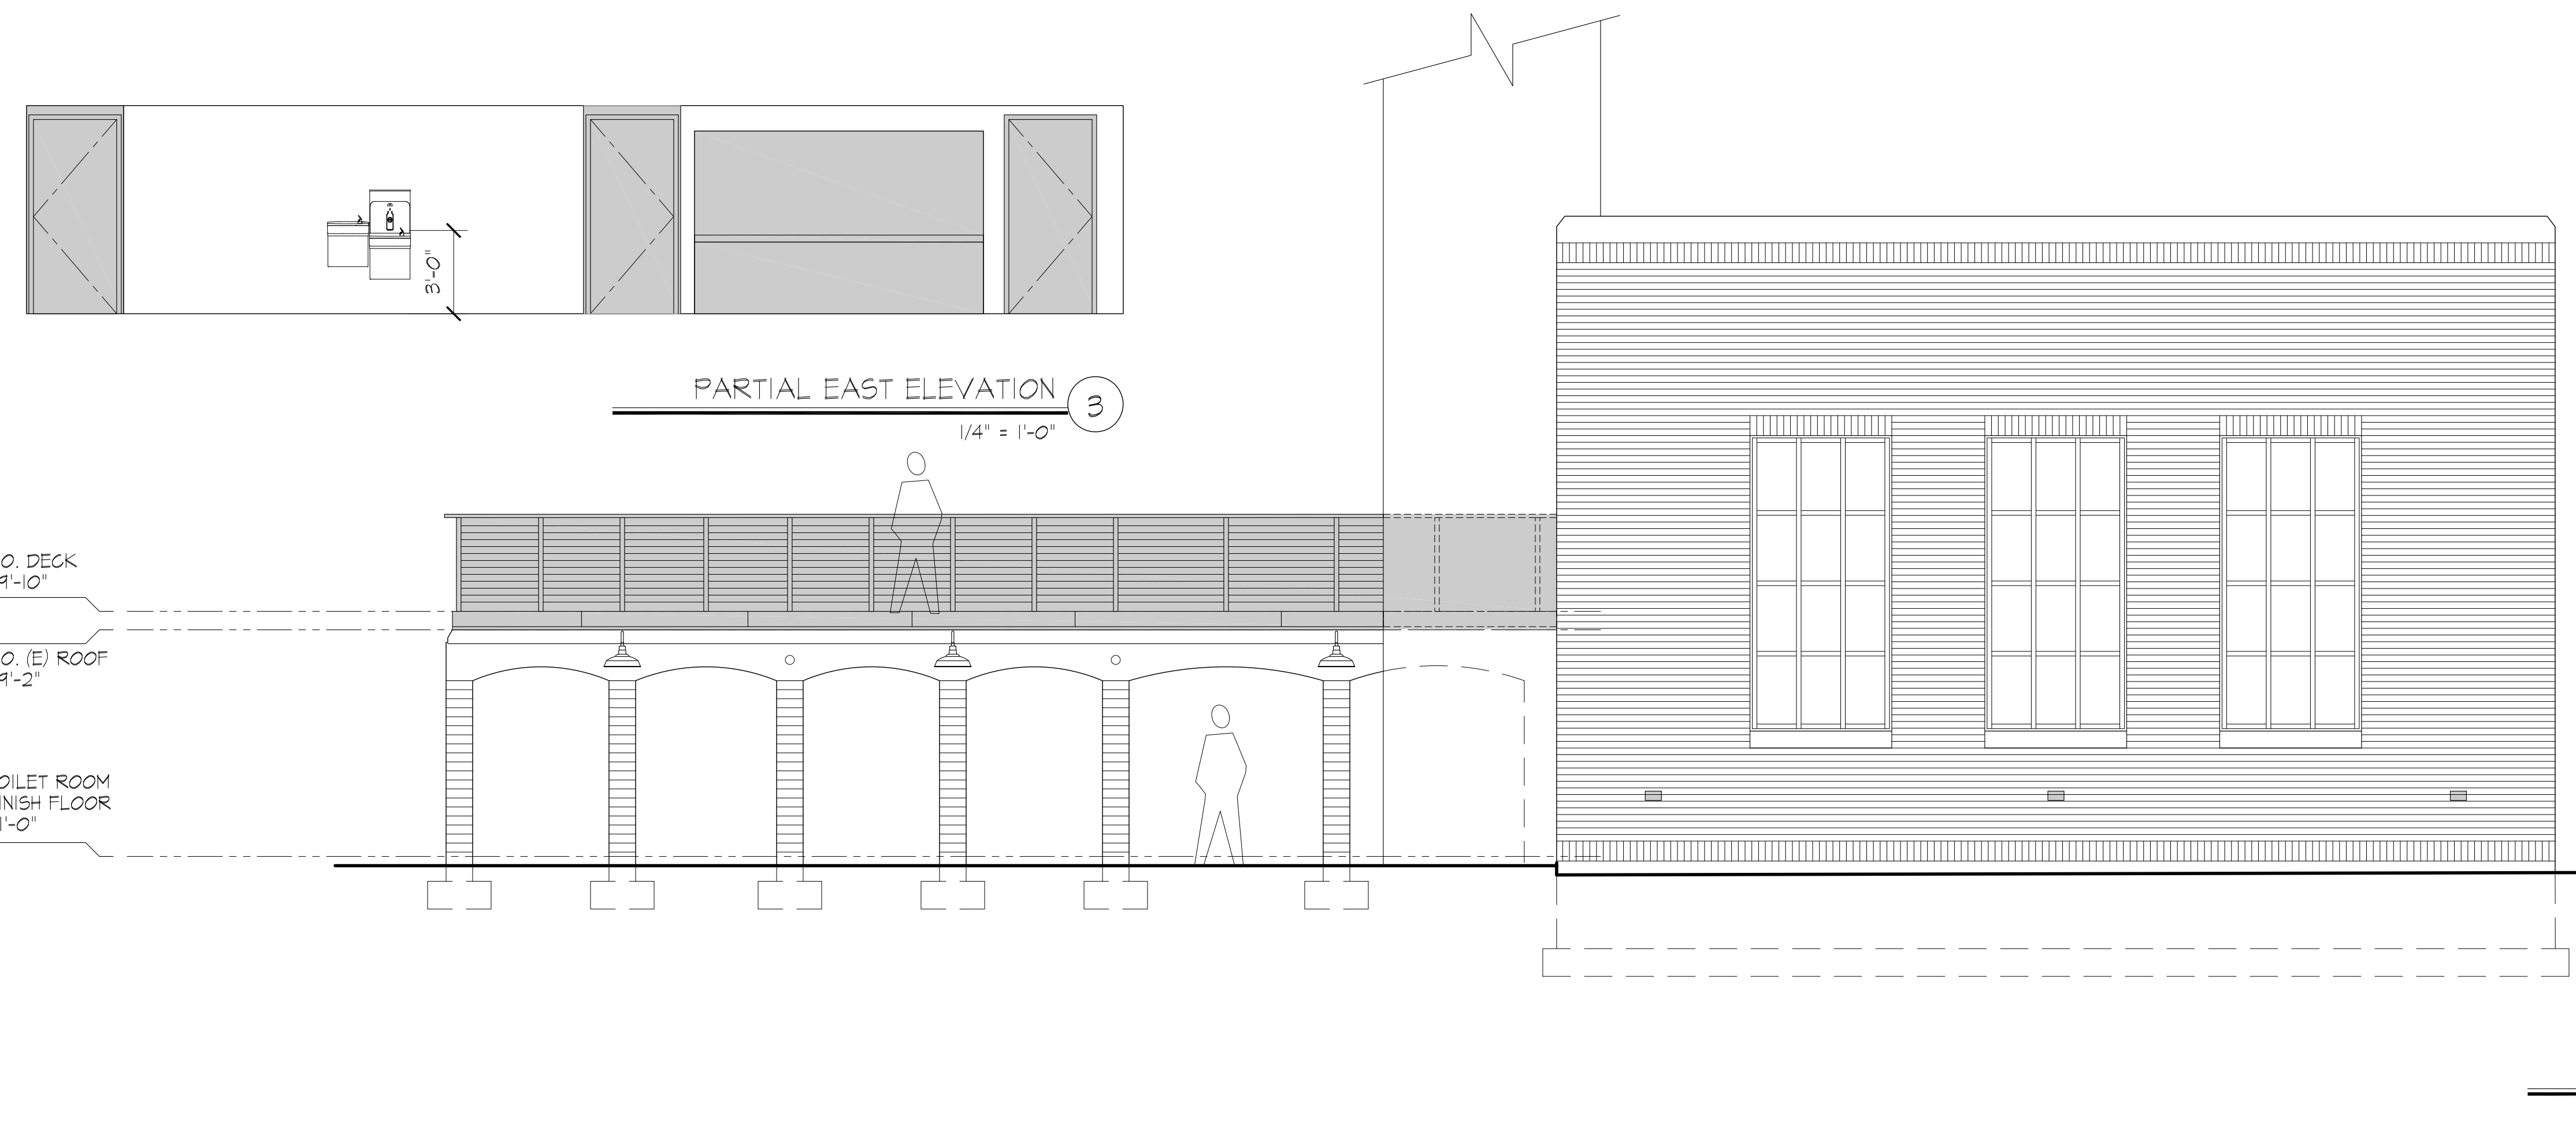 3'-0"
PARTIAL EAST ELEVATION
3
1/4" = 1'-0"
O. DECK
9'-10"
O. (E) ROOF
9'-2"
OILET ROOM
INISH FLOOR
1'-0"